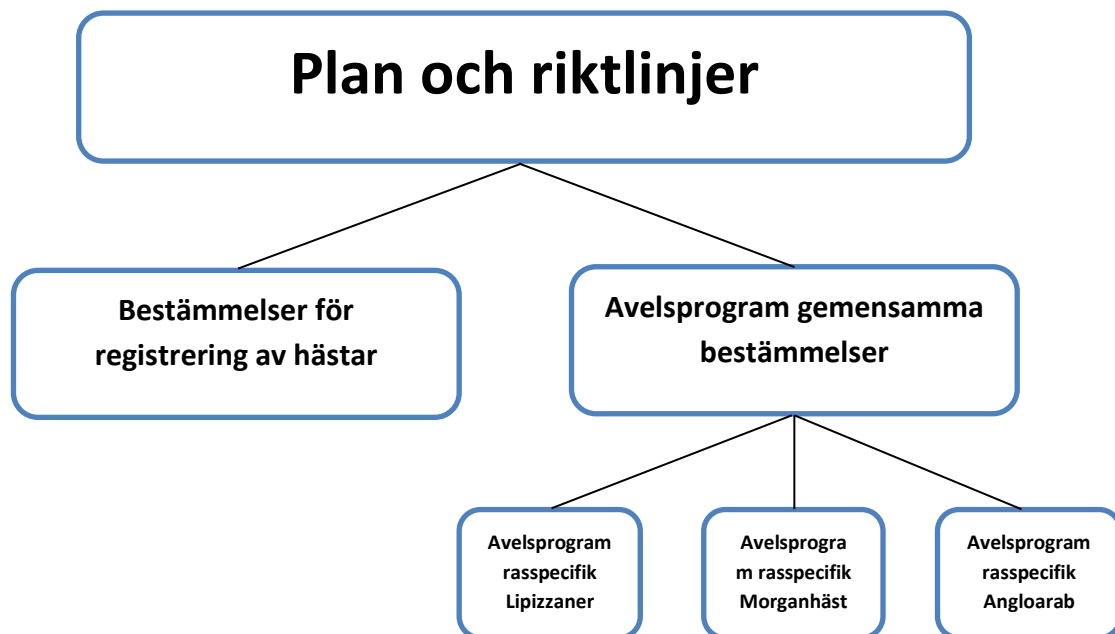 Plan och riktlinjer
Bestämmelser för
registrering av hästar
Avelsprogram gemensamma
bestämmelser
Avelsprogram
rasspecifik
Lipizzaner
Avelsprogra
m rasspecifik
Morganhäst
Avelsprogram
rasspecifik
Angloarab